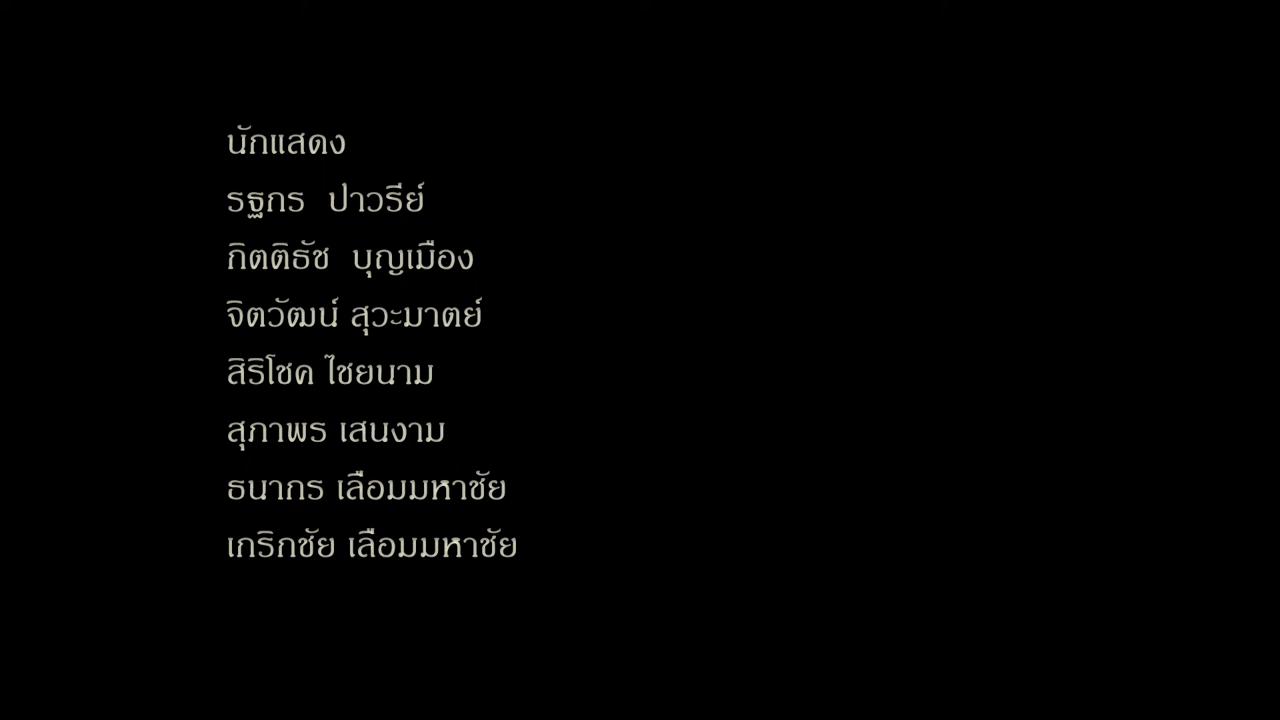 นักแสดง
รฐกร ปาวรีย์
กิตติธัช บุญเมือง
จิตวัฒน์ สุวะมาตย์
สิริโชค ไชยนาม
สุภาพร เสนงาม
ธนากร เลือมมหาชัย
เกริกชัย เลือมมหาชัย